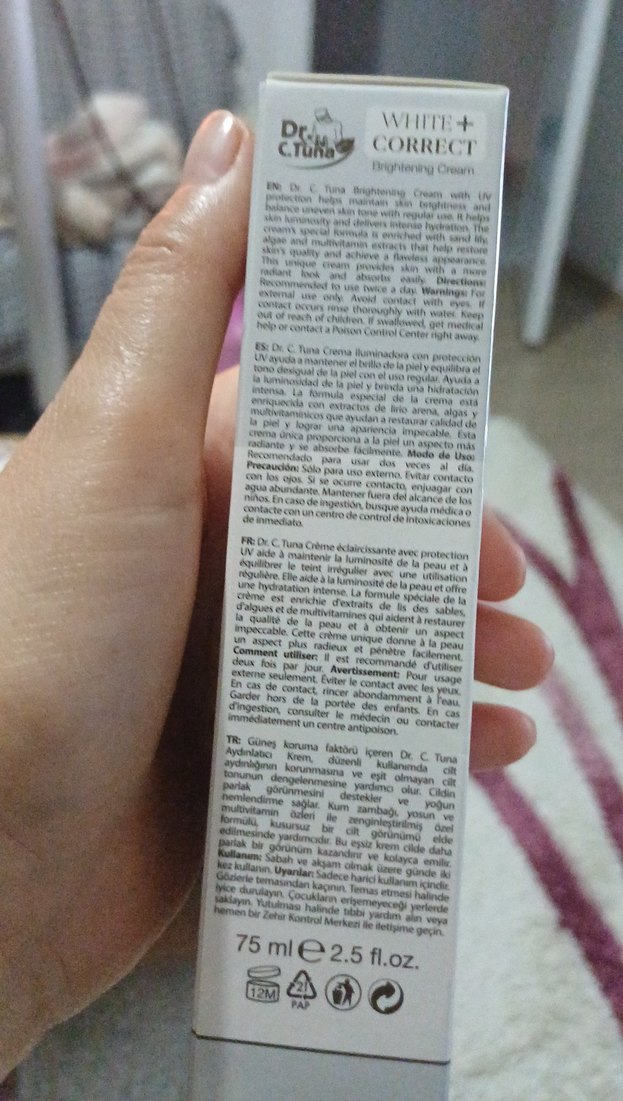 Dr.
C.Tuna
WHITE +
CORRECT
Brightening Cream
EN: Dr. C. Tuna Brightening Cream with UV
protection helps maintain skin brightness and
balance uneven skin tone with regular use. It helps
skin luminosity and delivers intense hydration. The
cream's special formula is enriched with sand lily,
algae and multivitamin extracts that help restore
skin's quality and achieve a flawless appearance.
This unique cream provides skin with a more
radiant look and absorbs easily. Directions:
Recommended to use twice a day. Warnings: For
external use only. Avoid contact with eyes. If
contact occurs rinse thoroughly with water. Keep
out of reach of children. If swallowed, get medical
help or contact a Poison Control Center right away.
ES: Dr. C. Tuna Crema Iluminadora con protección
UV ayuda a mantener el brillo de la piel y equilibra el
tono desigual de la piel con el uso regular. Ayuda a
la luminosidad de la piel y brinda una hidratación
intensa. La fórmula especial de la crema está
enriquecida con extractos de lirio arena, algas y
multivitamínicos que ayudan a restaurar calidad de
la piel y lograr una apariencia impecable. Esta
crema única proporciona a la piel un aspecto más
radiante y se absorbe fácilmente. Modo de Uso:
Recomendado para usar dos veces al día.
Precaución: Sólo para uso externo. Evitar contacto
con los ojos. Si se ocurre contacto, enjuagar con
agua abundante. Mantener fuera del alcance de los
niños. En caso de ingestión, busque ayuda médica o
contacte con un centro de control de intoxicaciones
de inmediato.
FR: Dr. C. Tuna Crème éclaircissante avec protection
UV aide à maintenir la luminosité de la peau et à
équilibrer le teint irrégulier avec une utilisation
régulière. Elle aide à la luminosité de la peau et offre
une hydratation intense. La formule spéciale de la
crème est enrichie d'extraits de lis des sables,
d'algues et de multivitamines qui aident à restaurer
la qualité de la peau et à obtenir un aspect
impeccable. Cette crème unique donne à la peau
un aspect plus radieux et pénètre facilement.
Comment utiliser: Il est recommandé d'utiliser
deux fois par jour. Avertissement: Pour usage
externe seulement. Éviter le contact avec les yeux.
En cas de contact, rincer abondamment à l'eau.
Garder hors de la portée des enfants. En cas
d'ingestion, consulter le médecin ou contacter
immédiatement un centre antipoison.
TR: Güneş koruma faktörü içeren Dr. C. Tuna
Aydınlatıcı Krem, düzenli kullanımda cilt
aydınlığının korunmasına ve eşit olmayan cilt
tonunun dengelenmesine yardımcı olur. Cildin
parlak görünmesini destekler ve yoğun
nemlendirme sağlar. Kum zambağı, yosun ve
multivitamin özleri ile zenginleştirilmiş özel
formülü, kusursuz bir cilt görünümü elde
edilmesinde yardımcıdır. Bu eşsiz krem cilde daha
parlak bir görünüm kazandırır ve kolayca emilir.
Kullanım: Sabah ve akşam olmak üzere günde iki
kez kullanın. Uyarılar: Sadece harici kullanım içindir.
Gözlerle temasından kaçının. Temas etmesi halinde
iyice durulayın. Çocukların erişemeyeceği yerlerde
saklayın. Yutulması halinde tıbbi yardım alın veya
hemen bir Zehir Kontrol Merkezi ile iletişime geçin.
75 ml ℮ 2.5 fl.oz.
12M
21
PAP